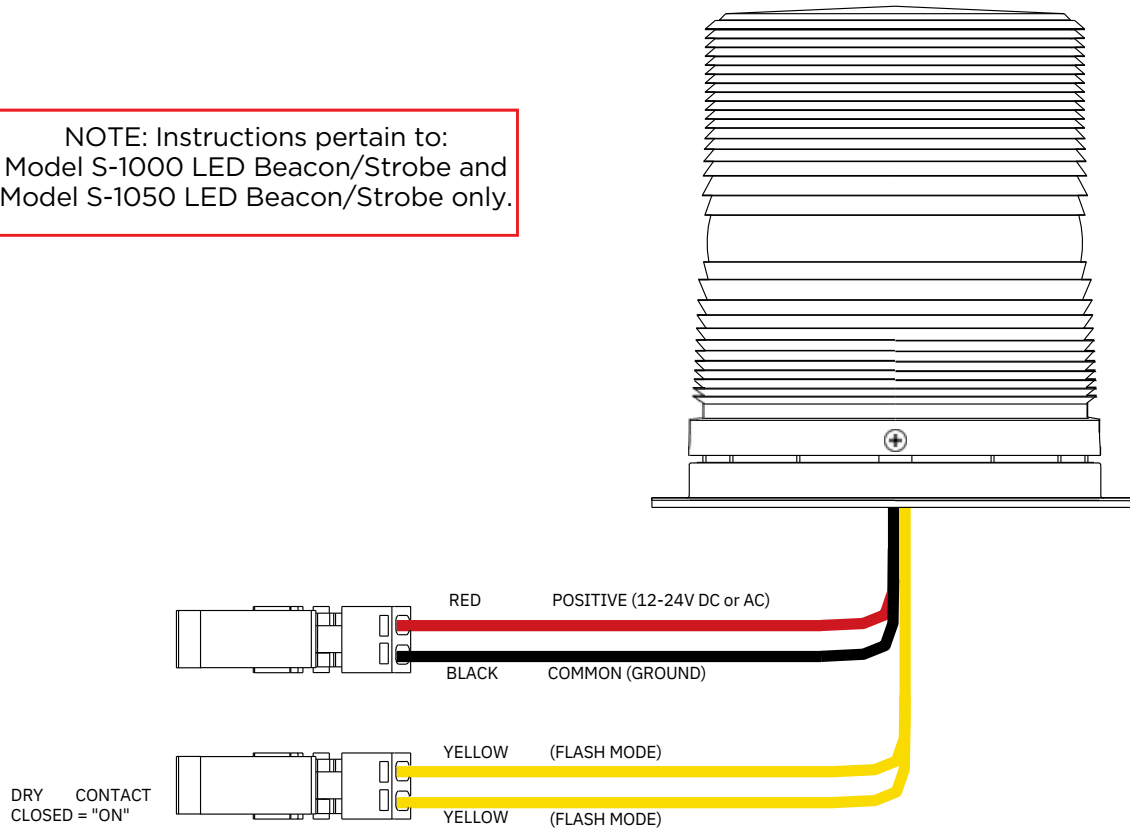 NOTE: Instructions pertain to:
Model S-1000 LED Beacon/Strobe and
Model S-1050 LED Beacon/Strobe only.
RED POSITIVE (12-24V DC or AC)
BLACK COMMON (GROUND)
YELLOW (FLASH MODE)
DRY CONTACT
CLOSED = "ON"
YELLOW (FLASH MODE)